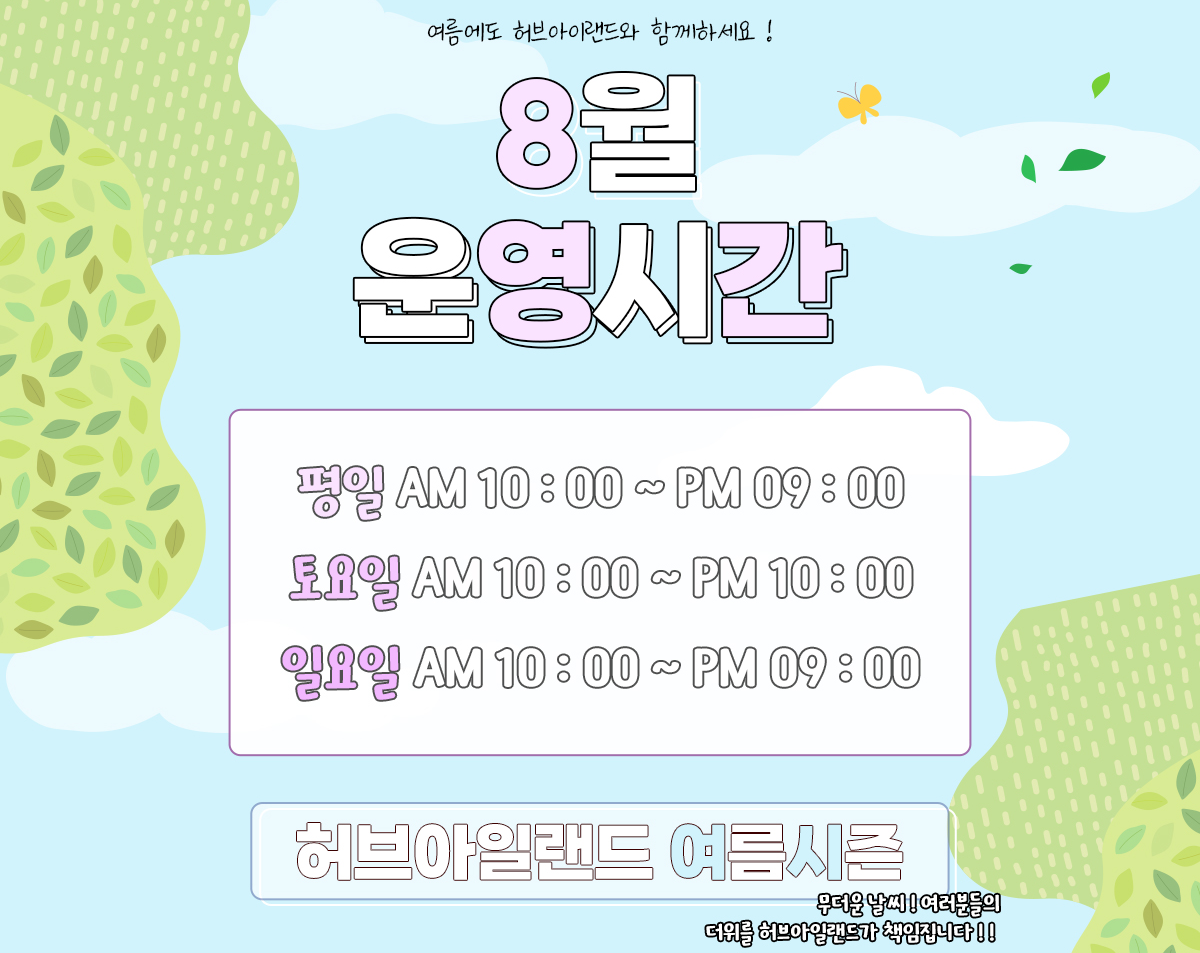 여름에도 허브아이랜드와 함께하세요 !
8월
운영시간
평일 AM 10 : 00 ~ PM 09 : 00
토요일 AM 10 : 00 ~ PM 10 : 00
일요일 AM 10 : 00 ~ PM 09 : 00
허브아일랜드 여름시즌
무더운 날씨 ! 여러분들의
더위를 허브아일랜드가 책임집니다 ! !